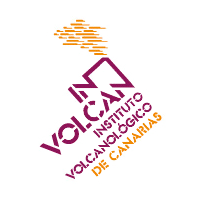 IN
VOLCAN
INSTITUTO
VOLCANOLÓGICO
DE CANARIAS